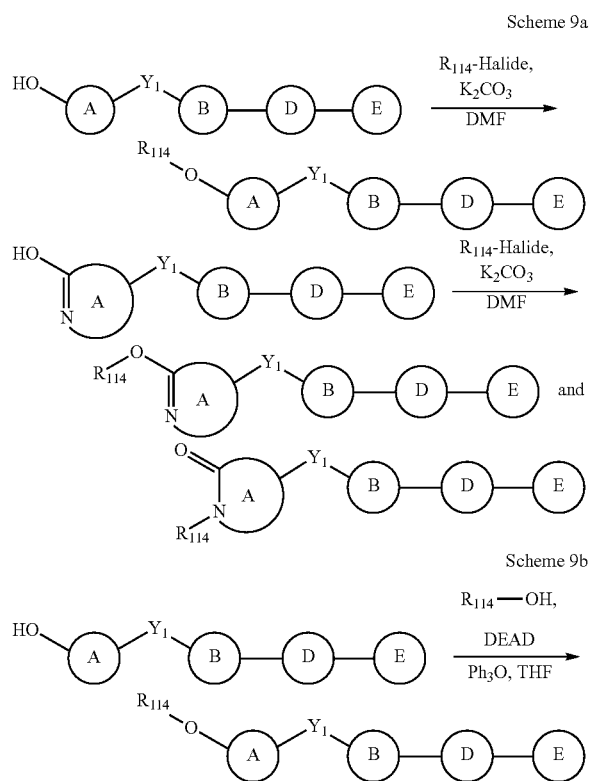 Scheme 9a
HO A Y₁ B D E
R₁₁₄-Halide,
K₂CO₃
DMF
R₁₁₄
O A Y₁ B D E
HO
N A Y₁ B D E
R₁₁₄-Halide,
K₂CO₃
DMF
R₁₁₄ O
N A Y₁ B D E and
O
N A Y₁ B D E
R₁₁₄
Scheme 9b
HO A Y₁ B D E
R₁₁₄—OH,
DEAD
Ph₃O, THF
R₁₁₄
O A Y₁ B D E